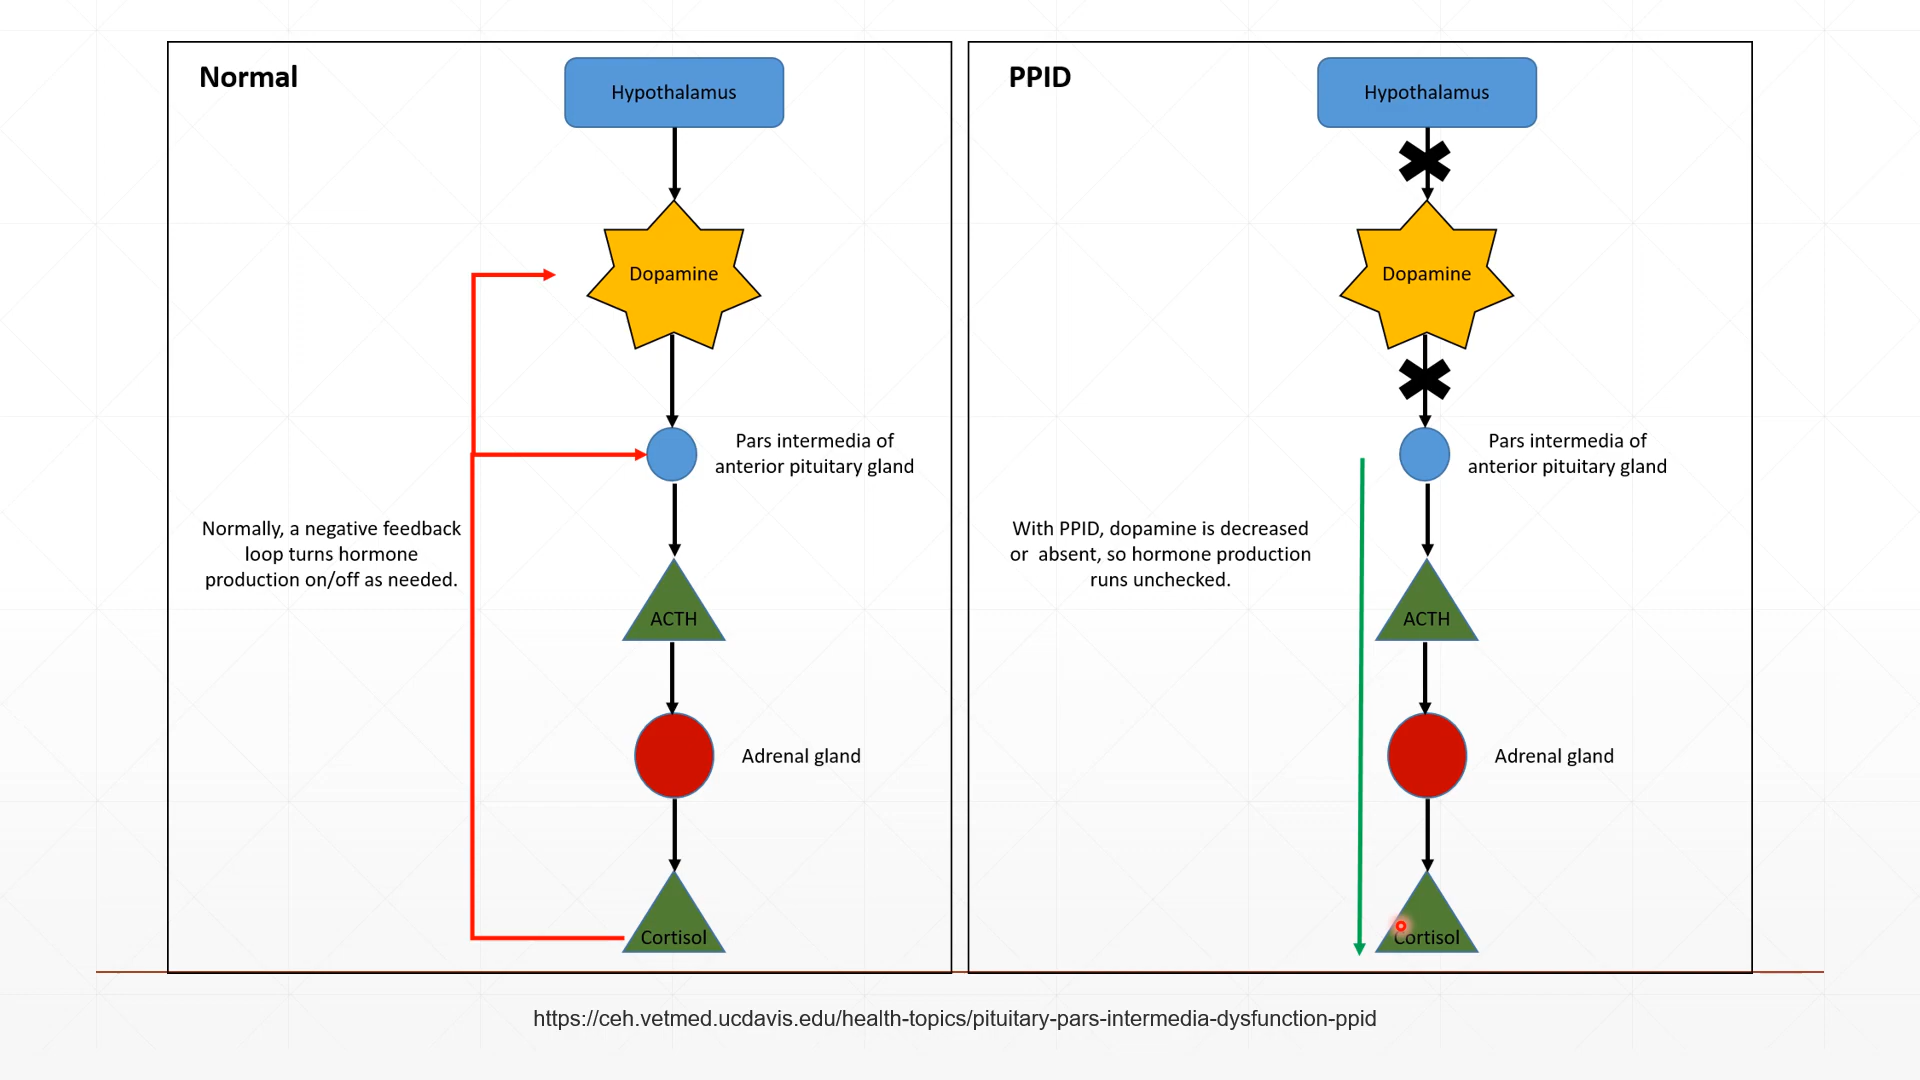 Normal
Hypothalamus
Dopamine
Pars intermedia of
anterior pituitary gland
Normally, a negative feedback
loop turns hormone
production on/off as needed.
ACTH
Adrenal gland
Cortisol
PPID
Hypothalamus
Dopamine
Pars intermedia of
anterior pituitary gland
With PPID, dopamine is decreased
or  absent, so hormone production
runs unchecked.
ACTH
Adrenal gland
Cortisol
https://ceh.vetmed.ucdavis.edu/health-topics/pituitary-pars-intermedia-dysfunction-ppid